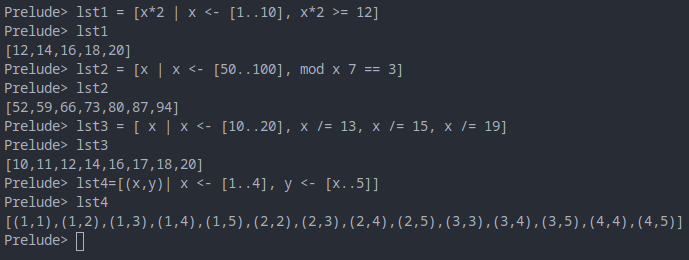 Prelude> lst1 = [x*2 | x <- [1..10], x*2 >= 12]
Prelude> lst1
[12,14,16,18,20]
Prelude> lst2 = [x | x <- [50..100], mod x 7 == 3]
Prelude> lst2
[52,59,66,73,80,87,94]
Prelude> lst3 = [ x | x <- [10..20], x /= 13, x /= 15, x /= 19]
Prelude> lst3
[10,11,12,14,16,17,18,20]
Prelude> lst4=[(x,y)| x <- [1..4], y <- [x..5]]
Prelude> lst4
[(1,1),(1,2),(1,3),(1,4),(1,5),(2,2),(2,3),(2,4),(2,5),(3,3),(3,4),(3,5),(4,4),(4,5)]
Prelude>